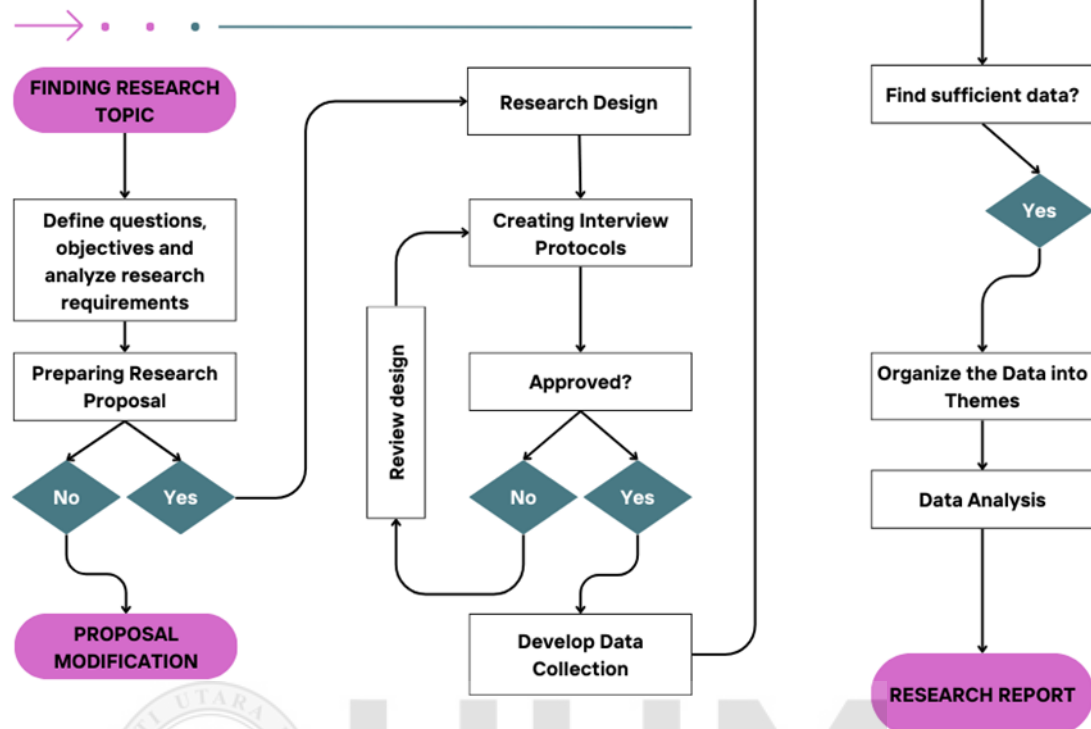 FINDING RESEARCH
TOPIC
Define questions,
objectives and
analyze research
requirements
Preparing Research
Proposal
No
Yes
PROPOSAL
MODIFICATION
Research Design
Creating Interview
Protocols
Review design
Approved?
No
Yes
Develop Data
Collection
Find sufficient data?
Yes
Organize the Data into
Themes
Data Analysis
RESEARCH REPORT
UTARA